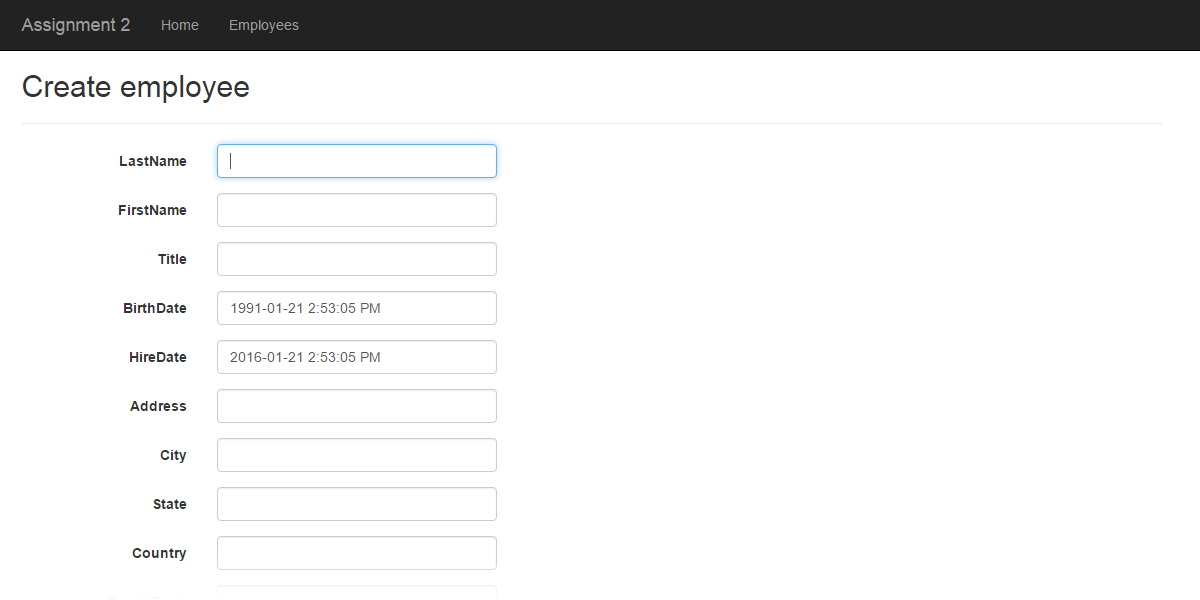 Assignment 2 Home Employees
Create employee
LastName
FirstName
Title
BirthDate 1991-01-21 2:53:05 PM
HireDate 2016-01-21 2:53:05 PM
Address
City
State
Country